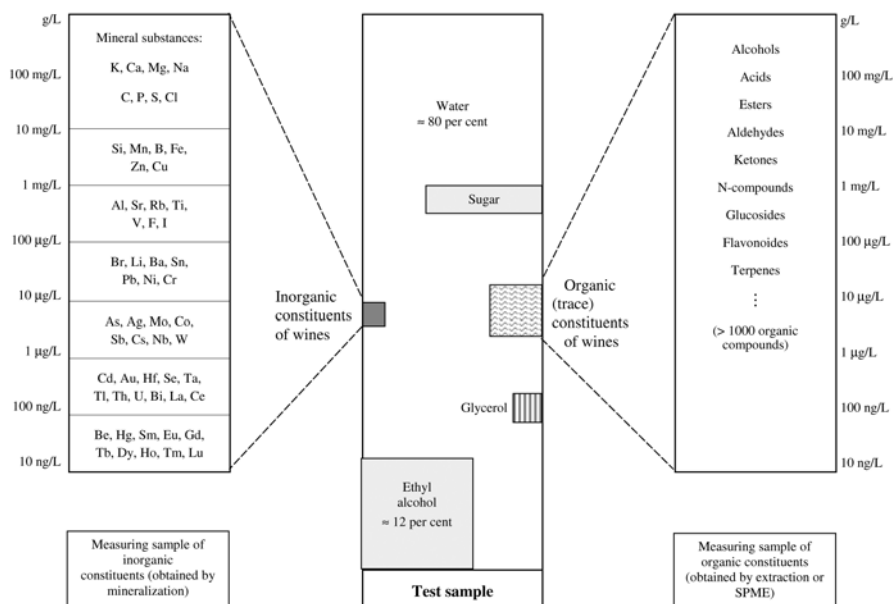 g/L
100 mg/L
10 mg/L
1 mg/L
100 µg/L
10 µg/L
1 µg/L
100 ng/L
10 ng/L
Mineral substances:
K, Ca, Mg, Na
C, P, S, Cl
Si, Mn, B, Fe,
Zn, Cu
Al, Sr, Rb, Ti,
V, F, I
Br, Li, Ba, Sn,
Pb, Ni, Cr
As, Ag, Mo, Co,
Sb, Cs, Nb, W
Cd, Au, Hf, Se, Ta,
Tl, Th, U, Bi, La, Ce
Be, Hg, Sm, Eu, Gd,
Tb, Dy, Ho, Tm, Lu
Measuring sample of
inorganic
constituents (obtained by
mineralization)
Inorganic
constituents
of wines
Water
≈ 80 per cent
Sugar
Glycerol
Ethyl
alcohol
≈ 12 per cent
Test sample
Organic
(trace)
constituents
of wines
Alcohols
Acids
Esters
Aldehydes
Ketones
N-compounds
Glucosides
Flavonoides
Terpenes
⋮
(> 1000 organic
compounds)
g/L
100 mg/L
10 mg/L
1 mg/L
100 µg/L
10 µg/L
1 µg/L
100 ng/L
10 ng/L
Measuring sample of
organic constituents
(obtained by extraction or
SPME)